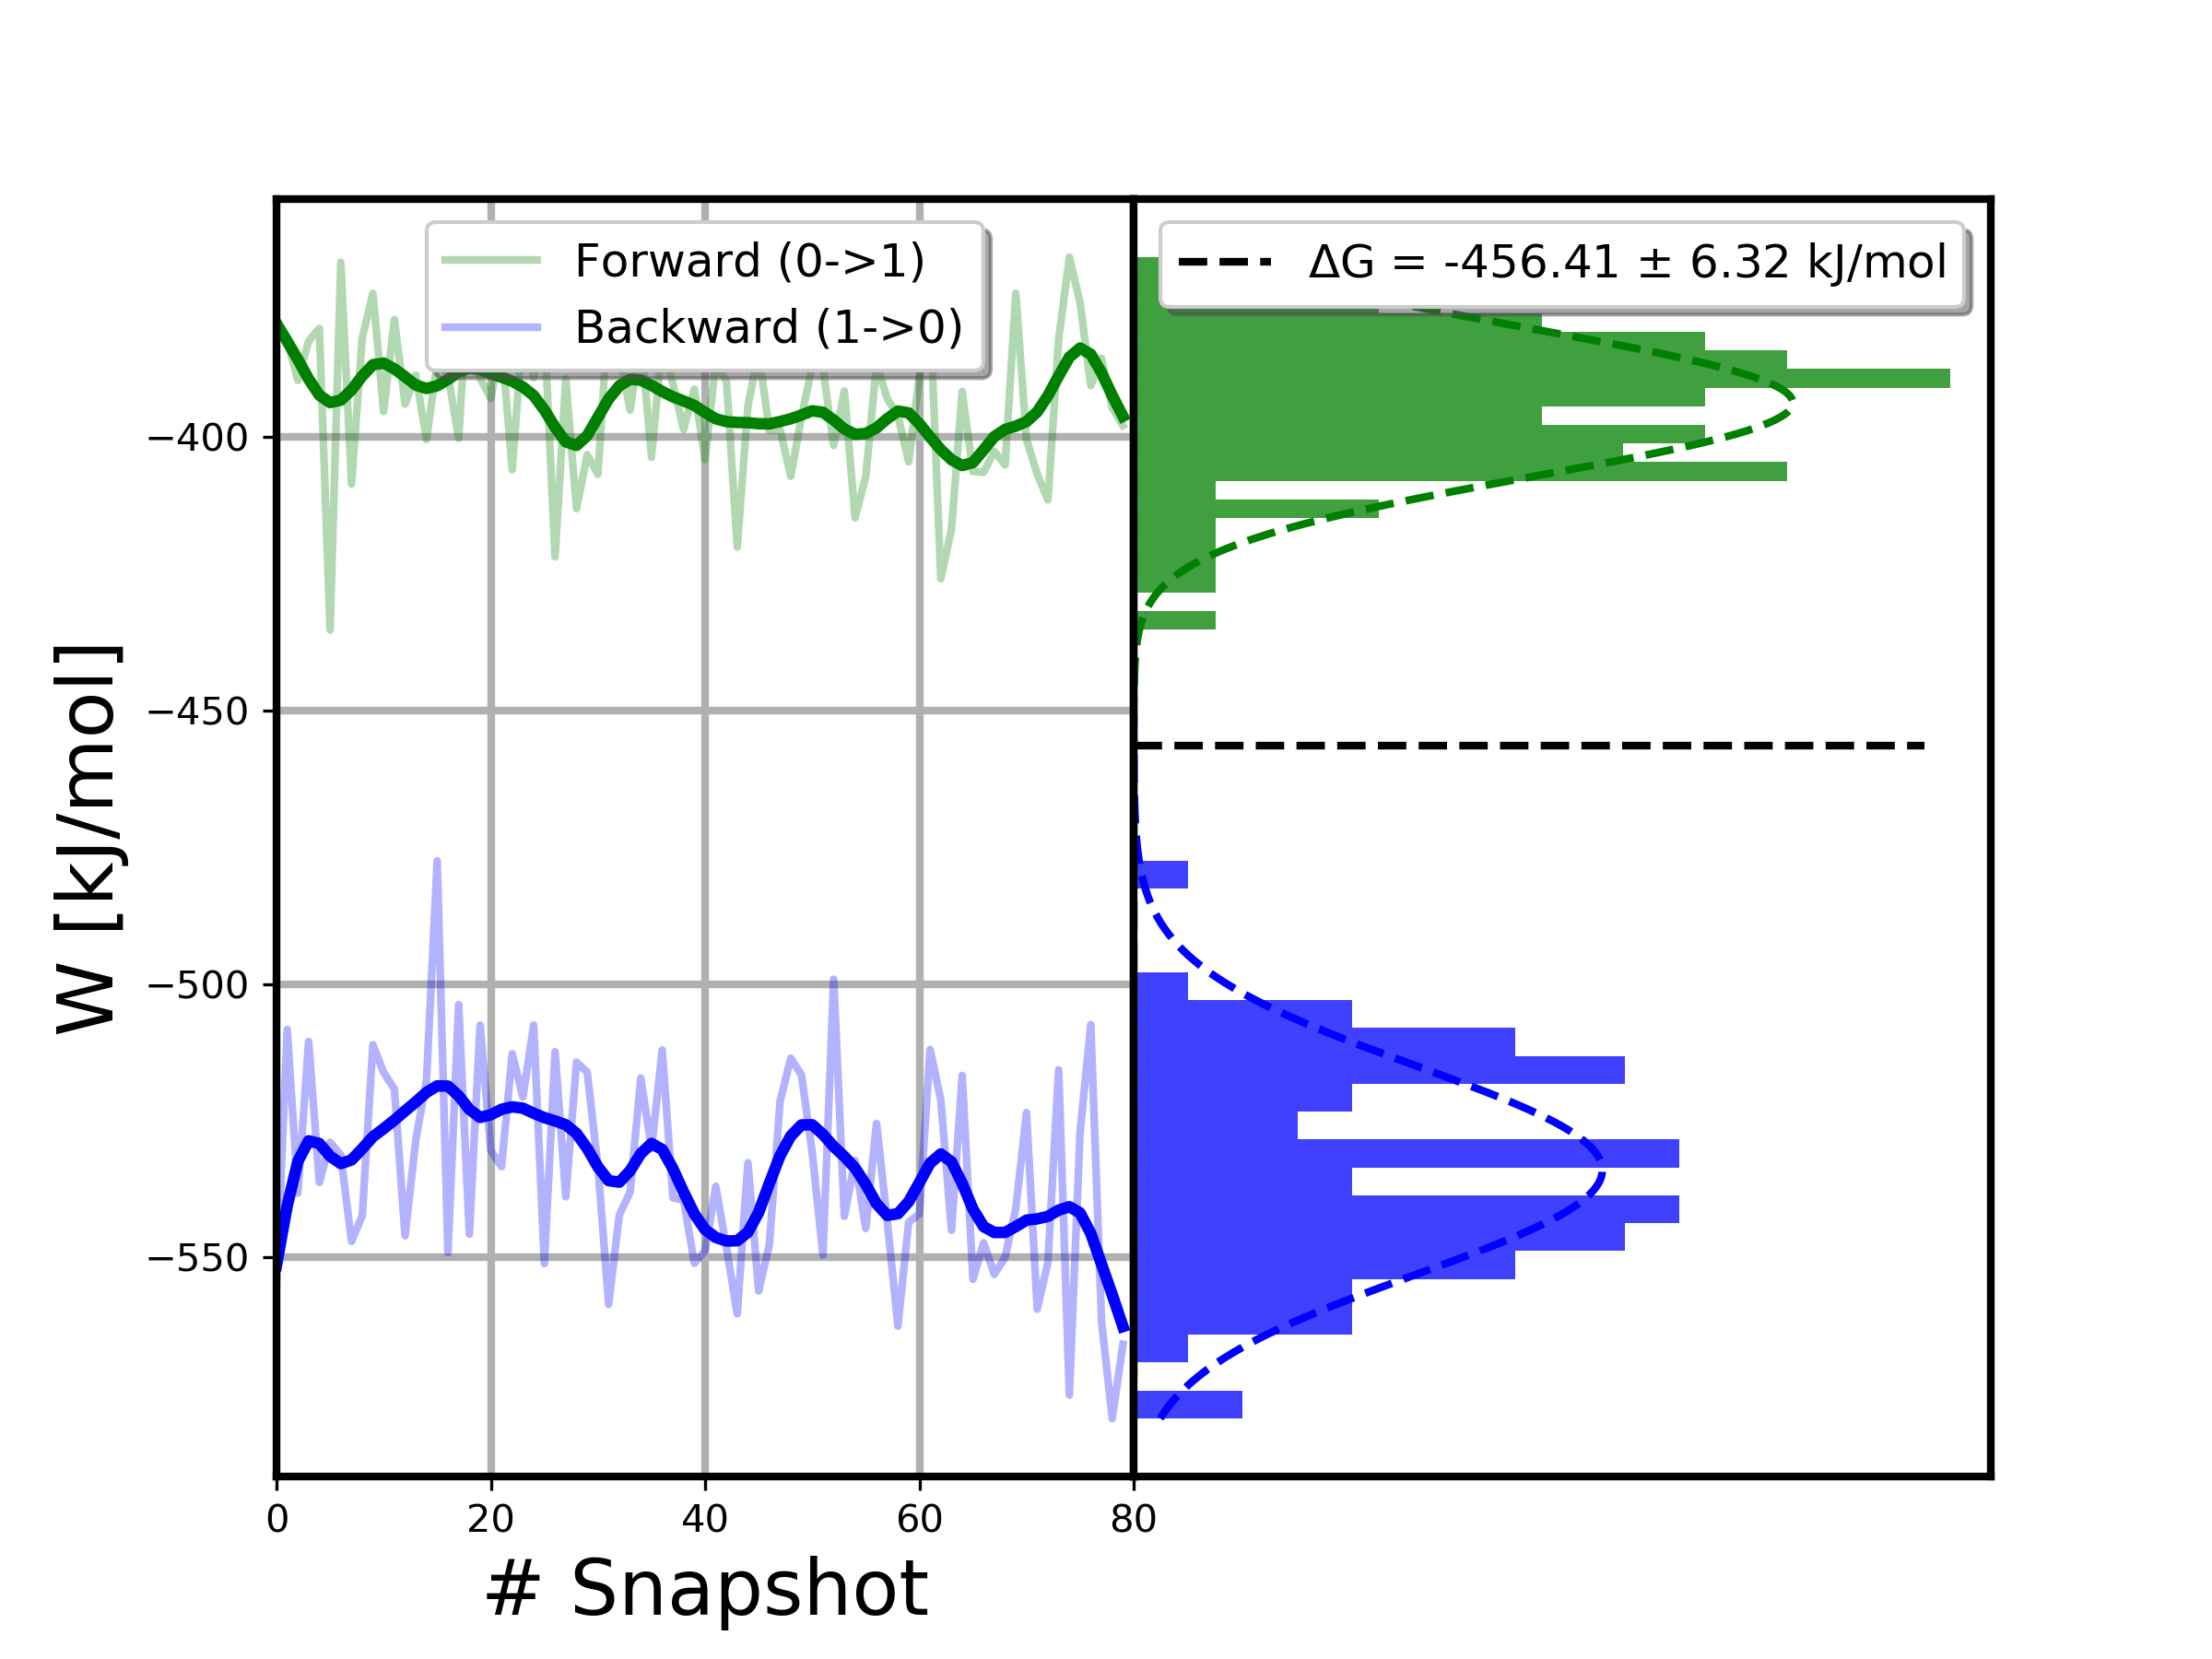 Forward (0->1)
Backward (1->0)
ΔG = -456.41 ± 6.32 kJ/mol
W [kJ/mol]
−400
−450
−500
−550
0 20 40 60 80
# Snapshot